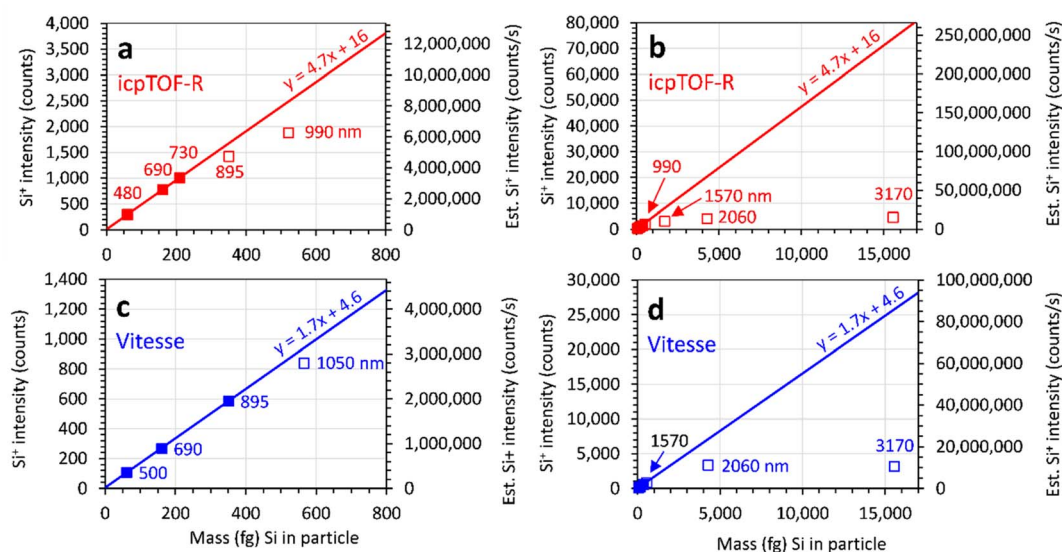 a
icpTOF-R
Si⁺ intensity (counts)
4,000
3,500
3,000
2,500
2,000
1,500
1,000
500
0
y = 4.7x + 16
480
690
730
895
990 nm
12,000,000
10,000,000
8,000,000
6,000,000
4,000,000
2,000,000
0
Est. Si⁺ intensity (counts/s)
0 200 400 600 800
b
icpTOF-R
Si⁺ intensity (counts)
80,000
70,000
60,000
50,000
40,000
30,000
20,000
10,000
0
y = 4.7x + 16
990
1570 nm
2060
3170
250,000,000
200,000,000
150,000,000
100,000,000
50,000,000
0
Est. Si⁺ intensity (counts/s)
0 5,000 10,000 15,000
c
Vitesse
Si⁺ intensity (counts)
1,400
1,200
1,000
800
600
400
200
0
y = 1.7x + 4.6
500
690
895
1050 nm
4,000,000
3,000,000
2,000,000
1,000,000
0
Est. Si+ intensity (counts/s)
0 200 400 600 800
Mass (fg) Si in particle
d
Vitesse
Si⁺ intensity (counts)
30,000
25,000
20,000
15,000
10,000
5,000
0
y = 1.7x + 4.6
1570
2060 nm
3170
100,000,000
80,000,000
60,000,000
40,000,000
20,000,000
0
Est. Si⁺ intensity (counts/s)
0 5,000 10,000 15,000
Mass (fg) Si in particle